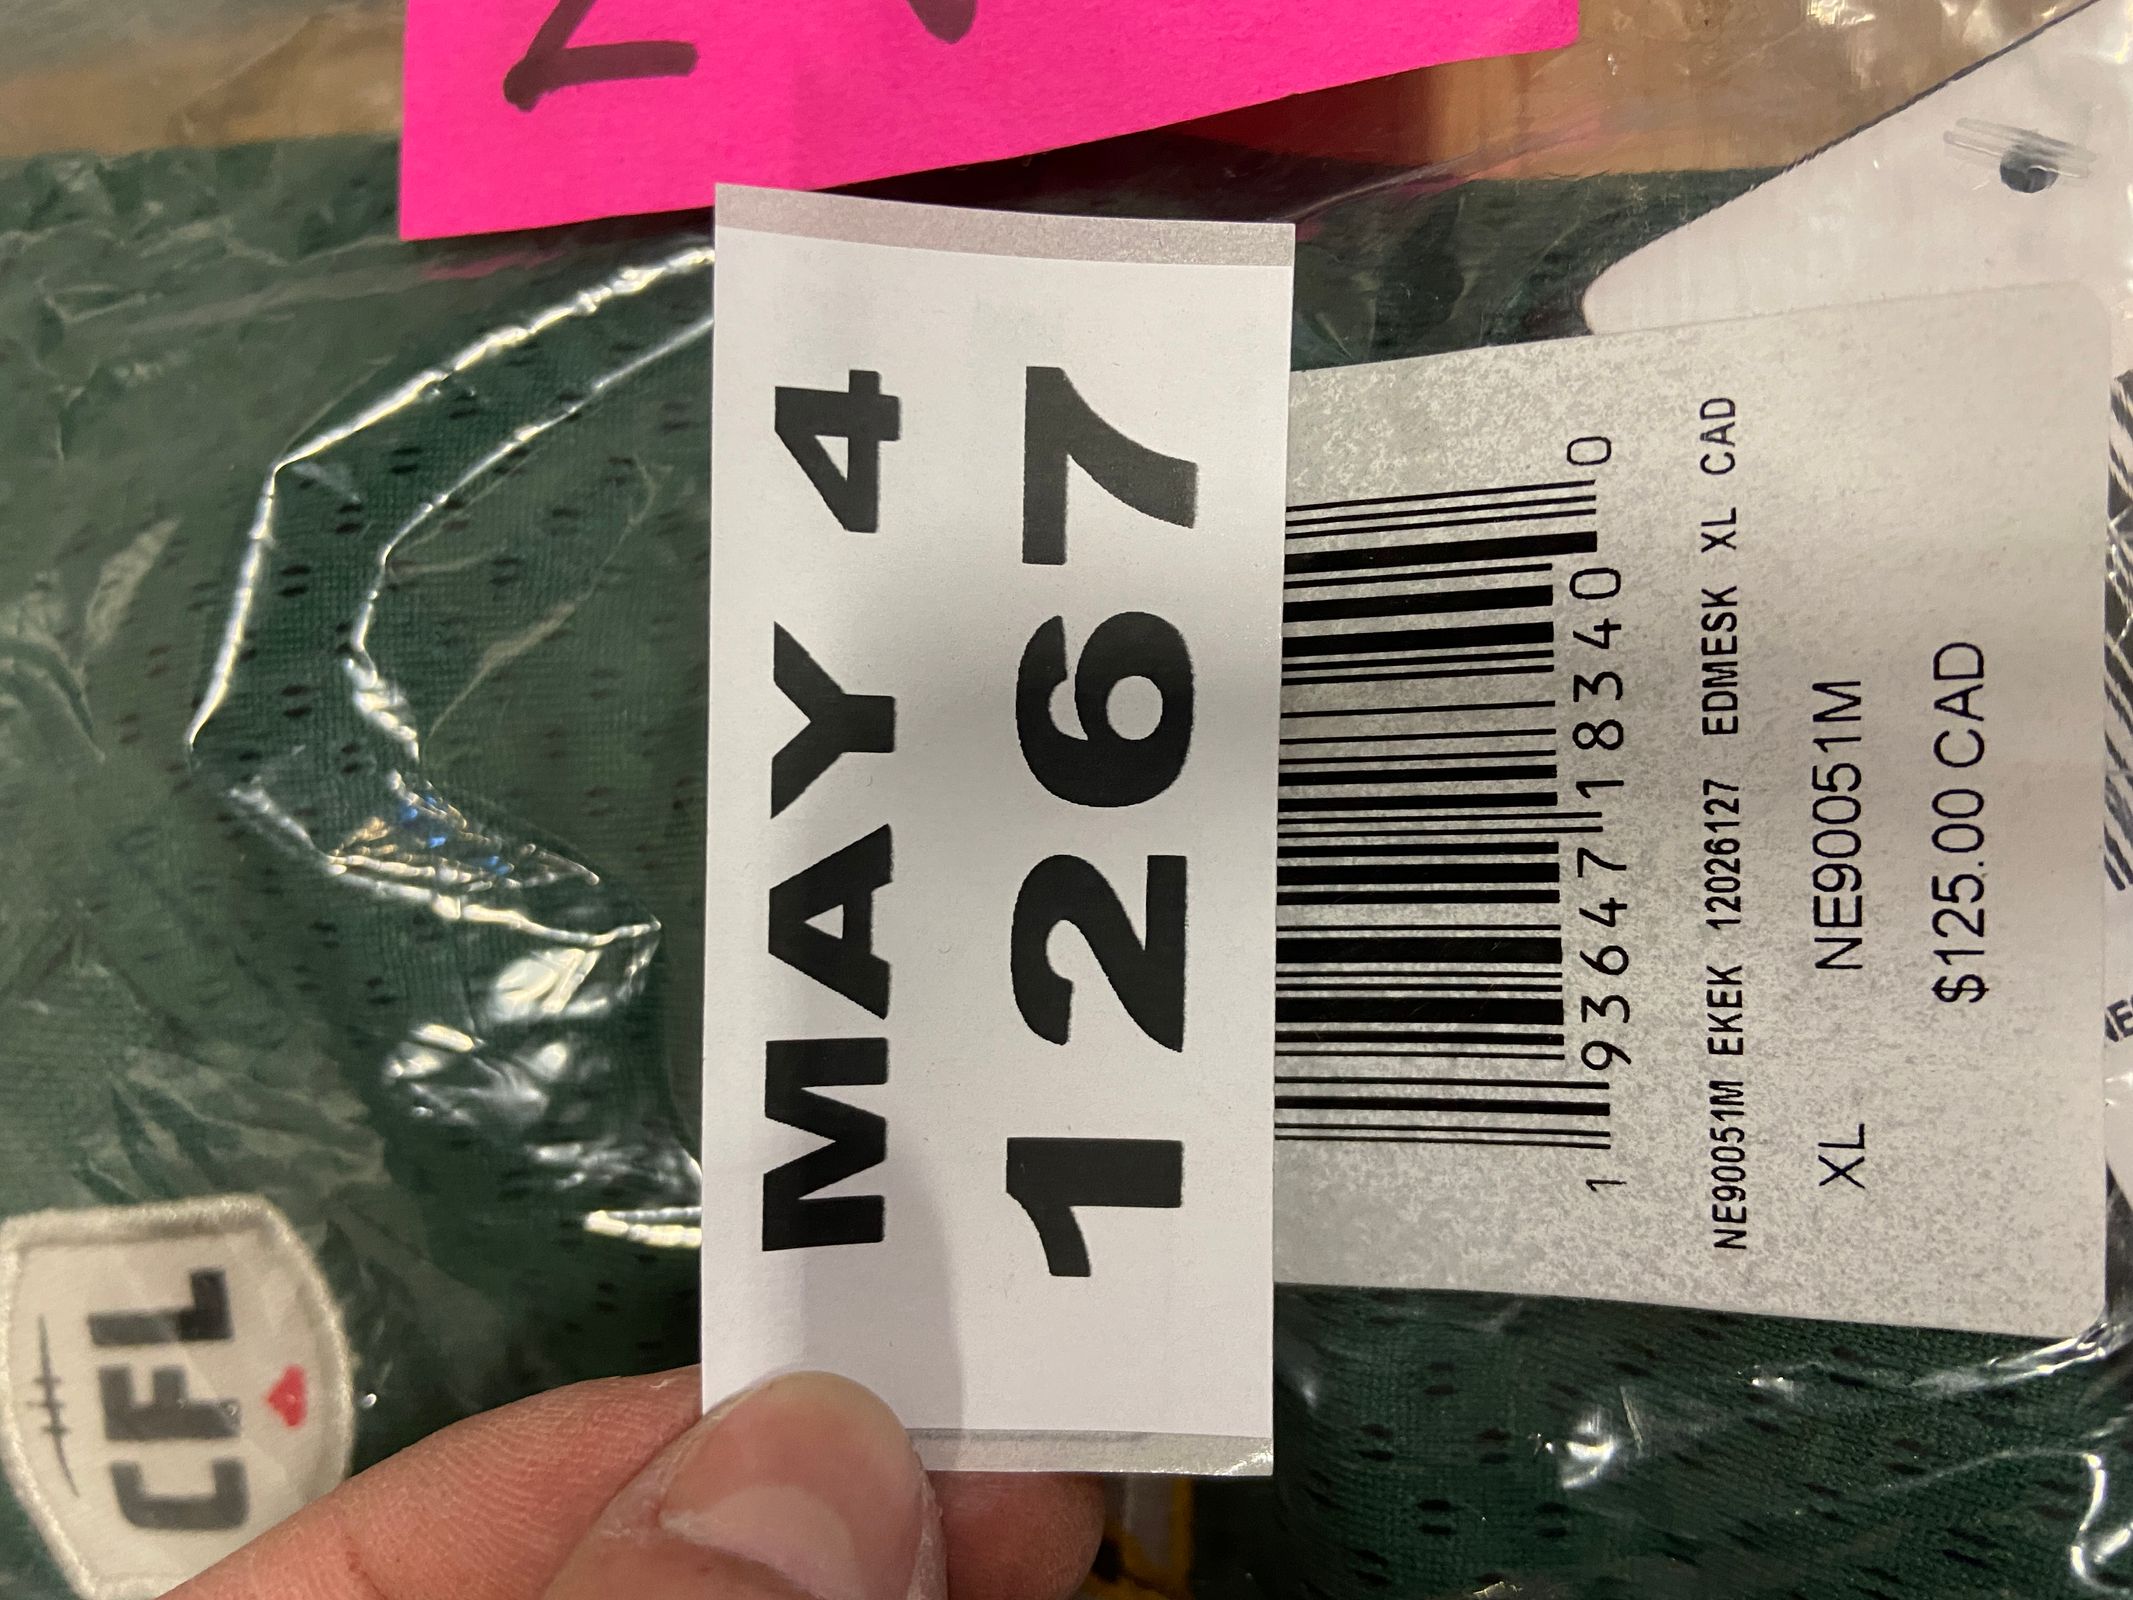 MAY 4
1267
1 93647 18340 0
NE90051M EKEK 12026127 EDMESK XL CAD
XL NE90051M
$125.00 CAD
CFL